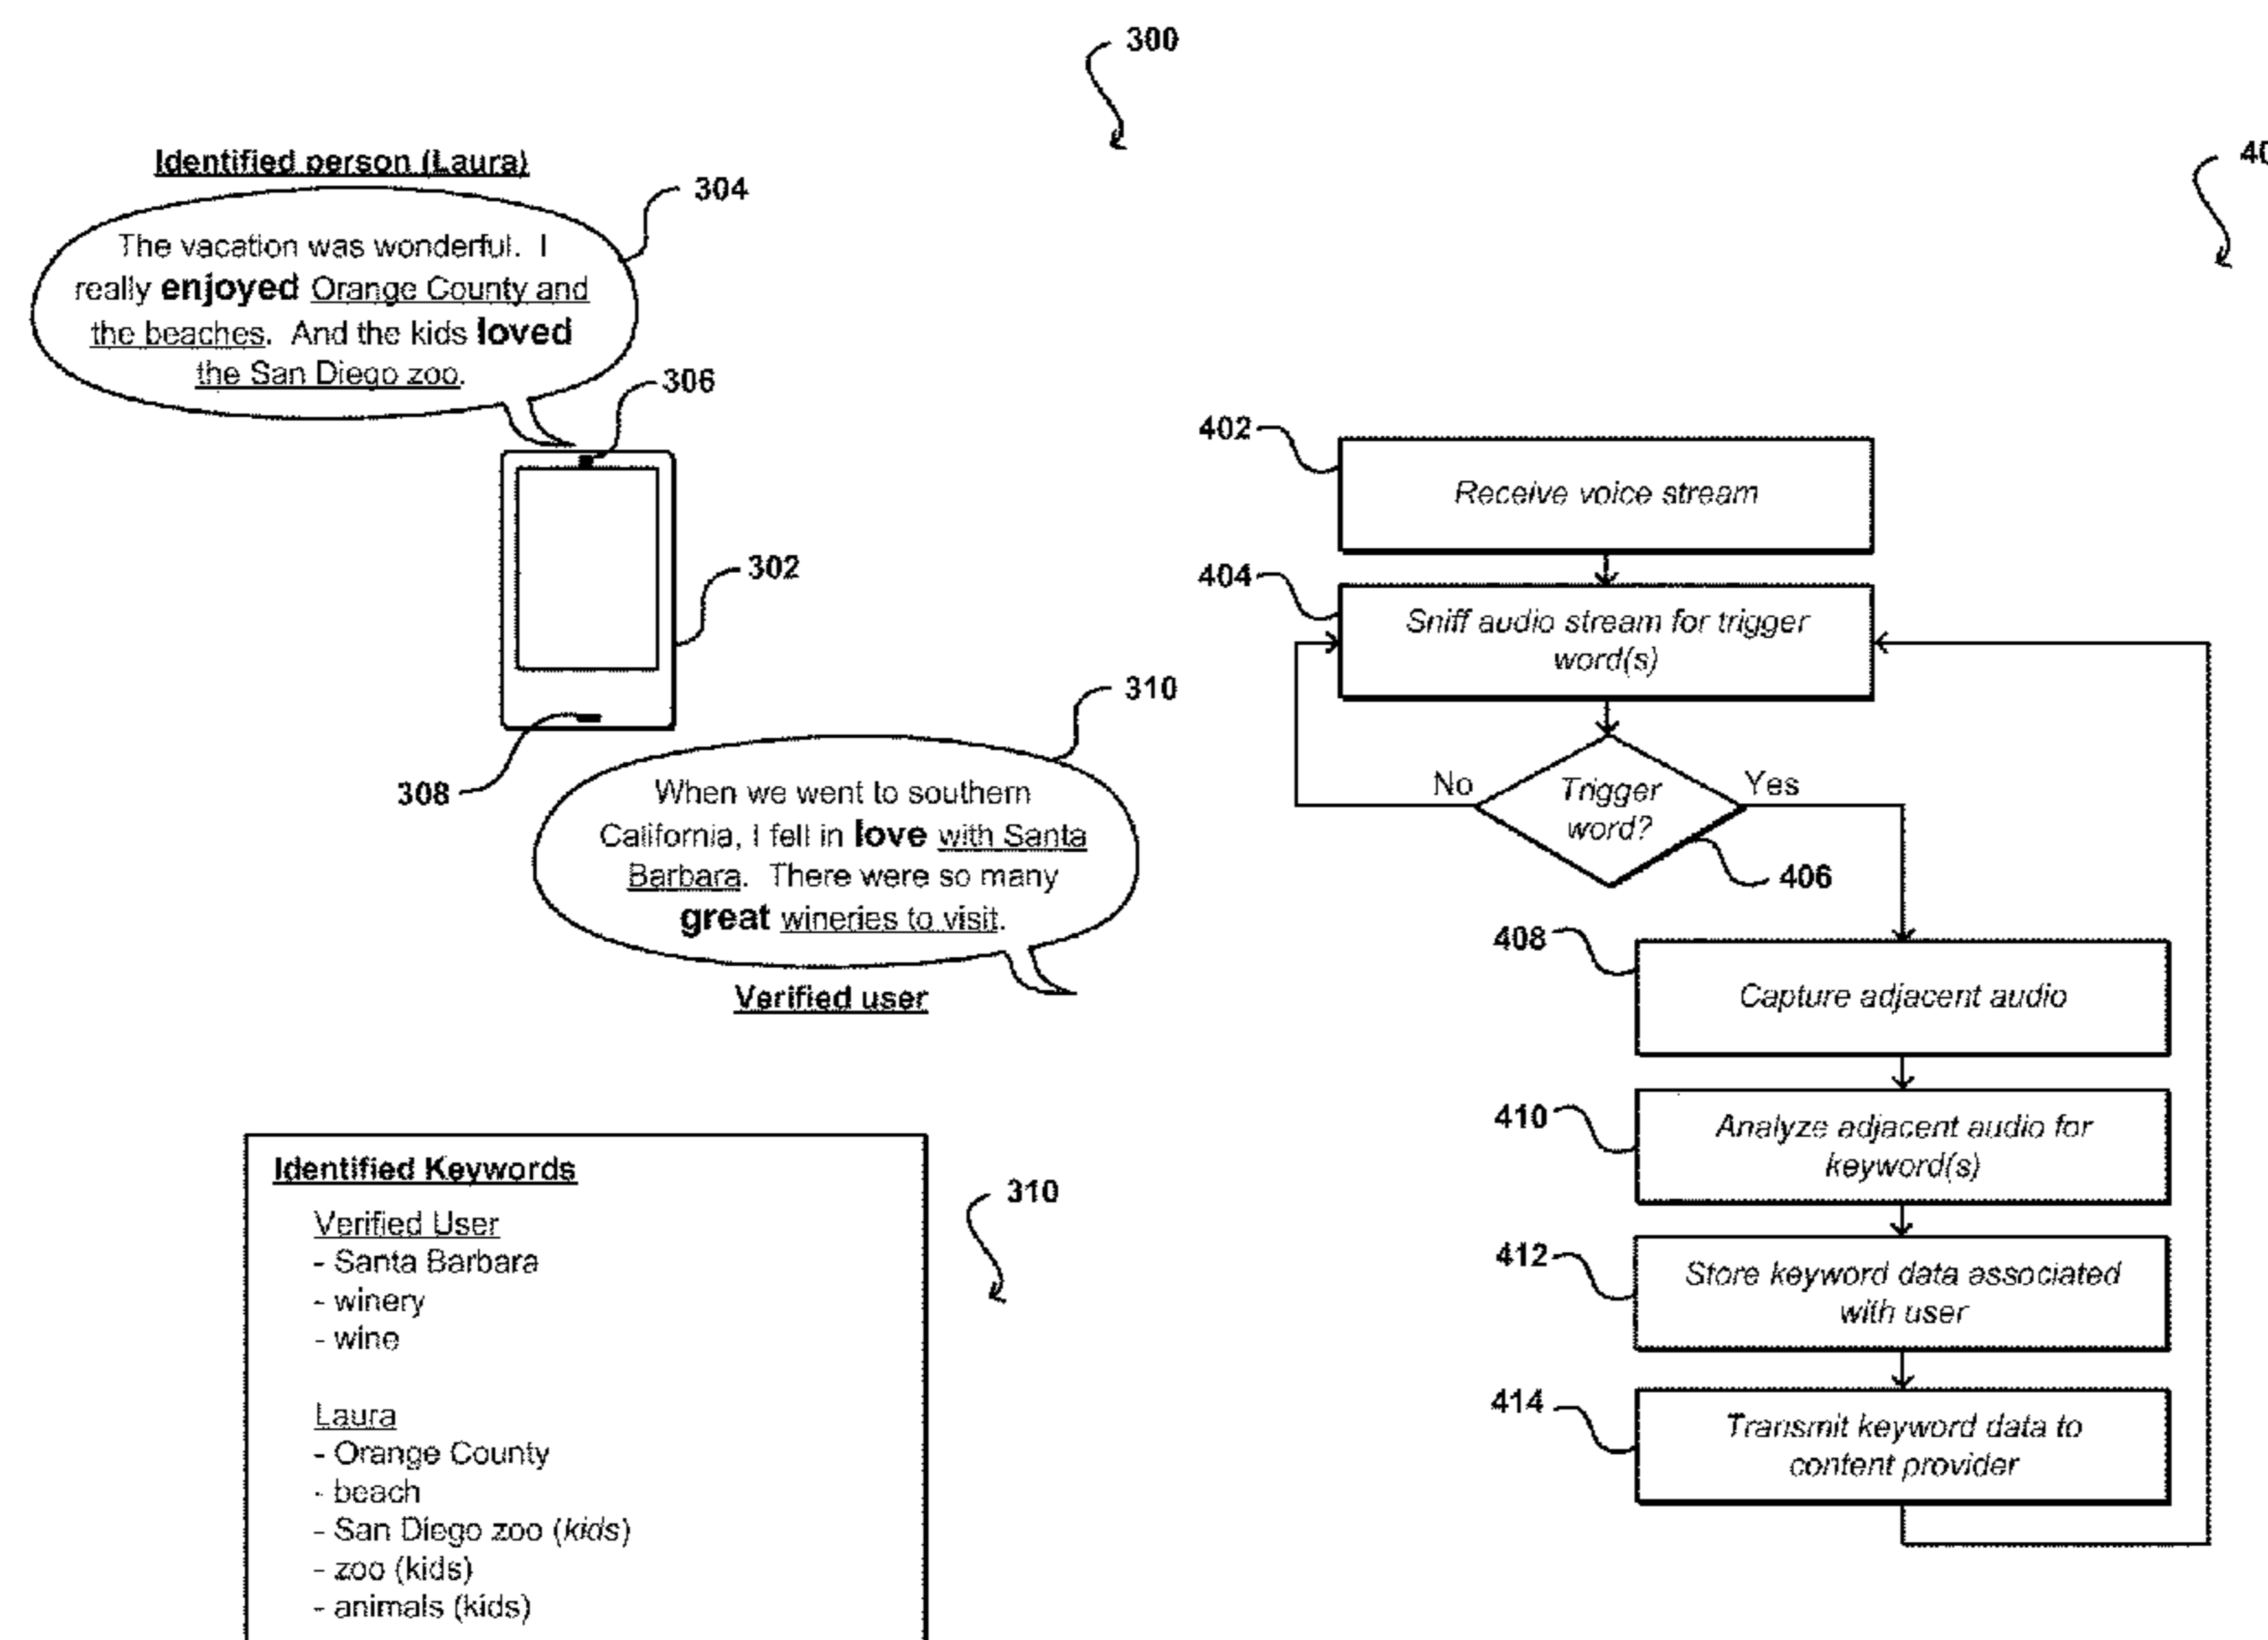 300
Identified person (Laura)
304
The vacation was wonderful. I
really enjoyed Orange County and
the beaches. And the kids loved
the San Diego zoo.
306
302
308
310
When we went to southern
California, I fell in love with Santa
Barbara. There were so many
great wineries to visit.
Verified user
Identified Keywords
Verified User
- Santa Barbara
- winery
- wine
Laura
- Orange County
- beach
- San Diego zoo (kids)
- zoo (kids)
- animals (kids)
310
402
Receive voice stream
404
Sniff audio stream for trigger
word(s)
No
Trigger
word?
Yes
406
408
Capture adjacent audio
410
Analyze adjacent audio for
keyword(s)
412
Store keyword data associated
with user
414
Transmit keyword data to
content provider